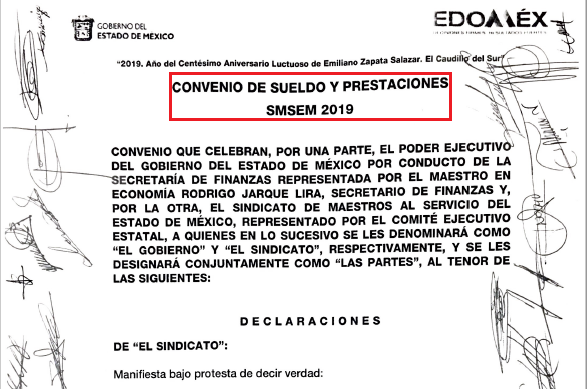 GOBIERNO DEL
ESTADO DE MÉXICO
EDOMÉX
DECISIONES FIRMES, RESULTADOS FUERTES.
"2019. Año del Centésimo Aniversario Luctuoso de Emiliano Zapata Salazar. El Caudillo del Sur"
CONVENIO DE SUELDO Y PRESTACIONES
SMSEM 2019
CONVENIO QUE CELEBRAN, POR UNA PARTE, EL PODER EJECUTIVO
DEL GOBIERNO DEL ESTADO DE MÉXICO POR CONDUCTO DE LA
SECRETARÍA DE FINANZAS REPRESENTADA POR EL MAESTRO EN
ECONOMÍA RODRIGO JARQUE LIRA, SECRETARIO DE FINANZAS Y,
POR LA OTRA, EL SINDICATO DE MAESTROS AL SERVICIO DEL
ESTADO DE MÉXICO, REPRESENTADO POR EL COMITÉ EJECUTIVO
ESTATAL, A QUIENES EN LO SUCESIVO SE LES DENOMINARÁ COMO
"EL GOBIERNO" Y "EL SINDICATO", RESPECTIVAMENTE, Y SE LES
DESIGNARÁ CONJUNTAMENTE COMO "LAS PARTES", AL TENOR DE
LAS SIGUIENTES:
DECLARACIONES
DE "EL SINDICATO":
Manifiesta bajo protesta de decir verdad: